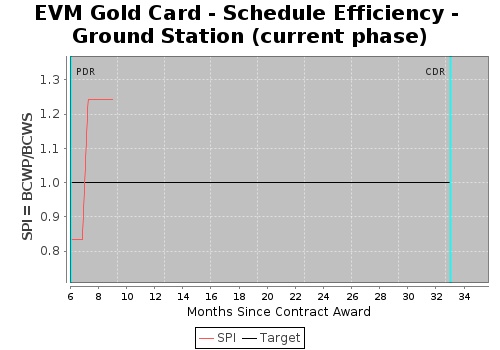 EVM Gold Card - Schedule Efficiency -
Ground Station (current phase)
PDR
CDR
1.3
1.2
1.1
1.0
0.9
0.8
SPI = BCWP/BCWS
6 8 10 12 14 16 18 20 22 24 26 28 30 32 34
Months Since Contract Award
SPI Target